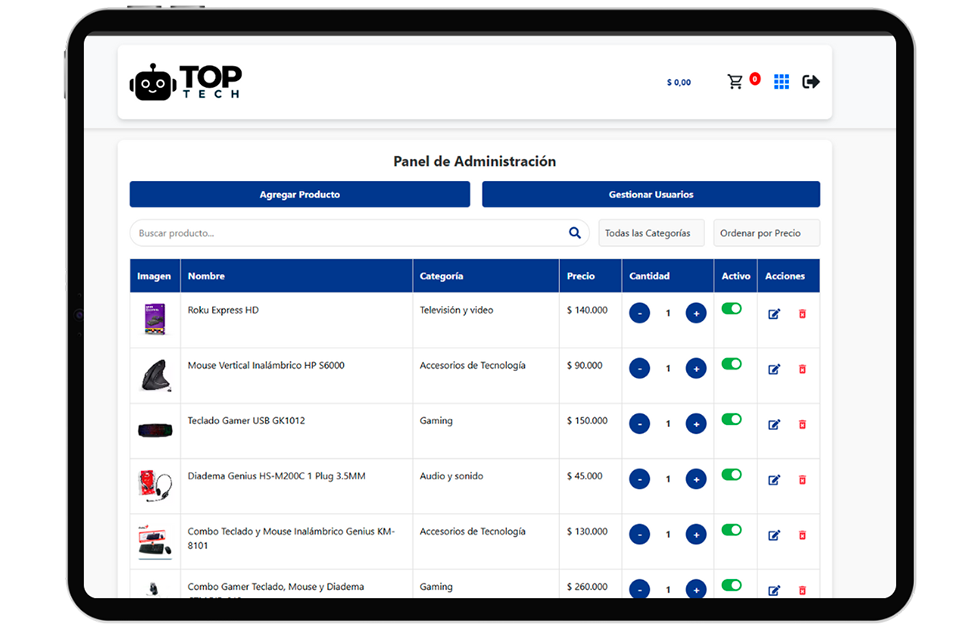 TOP
TECH
$ 0,00
0
Panel de Administración
Agregar Producto
Gestionar Usuarios
Buscar producto...
Todas las Categorías
Ordenar por Precio
Imagen Nombre Categoría Precio Cantidad Activo Acciones
Roku Express HD Televisión y video $ 140.000 - 1 +
Mouse Vertical Inalámbrico HP S6000 Accesorios de Tecnología $ 90.000 - 1 +
Teclado Gamer USB GK1012 Gaming $ 150.000 - 1 +
Diadema Genius HS-M200C 1 Plug 3.5MM Audio y sonido $ 45.000 - 1 +
Combo Teclado y Mouse Inalámbrico Genius KM- Accesorios de Tecnología $ 130.000 - 1 +
8101
Combo Gamer Teclado, Mouse y Diadema Gaming $ 260.000 - 1 +